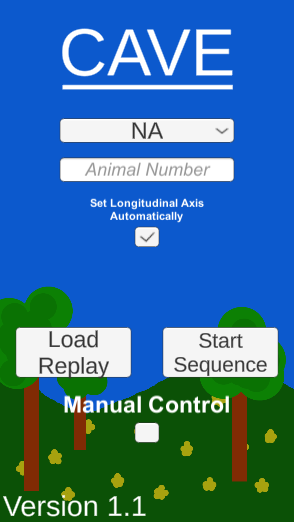 CAVE
NA
Animal Number
Set Longitudinal Axis
Automatically
Load
Replay
Start
Sequence
Manual Control
Version 1.1